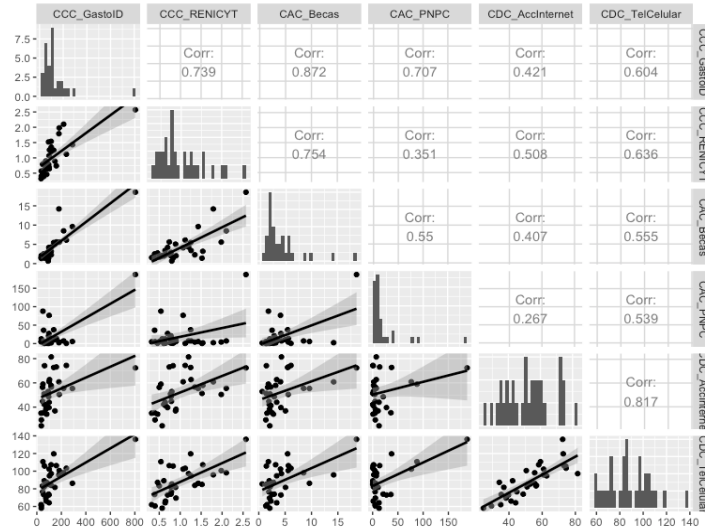 CCC_GastoID CCC_RENICYT CAC_Becas CAC_PNPC CDC_AccInternet CDC_TelCelular
7.5
5.0
2.5
0.0
Corr: Corr: Corr: Corr: Corr:
0.739 0.872 0.707 0.421 0.604
CCC_GastoID
2.5
2.0
1.5
1.0
0.5
Corr: Corr: Corr: Corr:
0.754 0.351 0.508 0.636
CCC_RENICYT
15
10
5
0
Corr: Corr: Corr:
0.55 0.407 0.555
CAC_Becas
150
100
50
0
Corr: Corr:
0.267 0.539
CAC_PNPC
80
60
40
Corr:
0.817
140
120
100
80
60
CDC_TelCelular
0 200 400 600 800 0.5 1.0 1.5 2.0 2.5 0 5 10 15 0 50 100 150 40 60 80 60 80 100 120 140